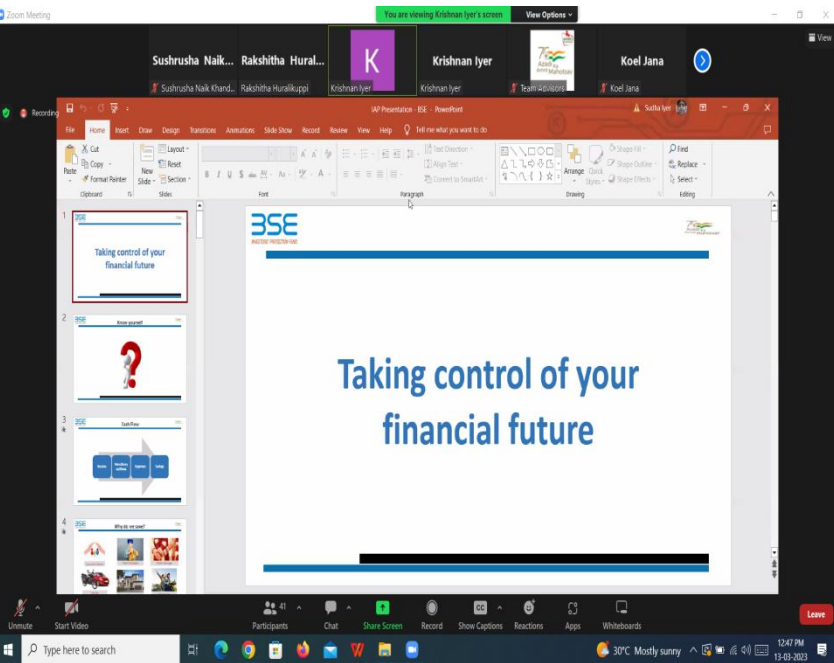 Zoom Meeting
You are viewing Krishnan Iyer's screen
View Options
View
Sushrusha Naik...
Rakshitha Hural...
K
Krishnan Iyer
Koel Jana
Sushrusha Naik Khand...
Rakshitha Huralikuppi
Krishnan Iyer
Krishnan Iyer
Team Advisors
Koel Jana
Recording
IAP Presentation - BSE - PowerPoint
Sudha Iyer
File Home Insert Draw Design Transitions Animations Slide Show Record Review View Help Tell me what you want to do
Paste
Cut
Copy
Format Painter
New
Slide
Layout
Reset
Section
Text Direction
Align Text
Convert to SmartArt
Arrange
Quick
Styles
Shape Fill
Shape Outline
Shape Effects
Find
Replace
Select
Clipboard
Slides
Font
Paragraph
Drawing
Editing
1
BSE
Taking control of your
financial future
2
BSE
Know yourself
3
BSE
Cash Flow
4
BSE
Why do we save?
BSE
INVESTORS' PROTECTION FUND
Taking control of your
financial future
Unmute
Start Video
41
Participants
Chat
Share Screen
Record
CC
Show Captions
Reactions
Apps
Whiteboards
Leave
Type here to search
30°C Mostly sunny
12:47 PM
13-03-2023